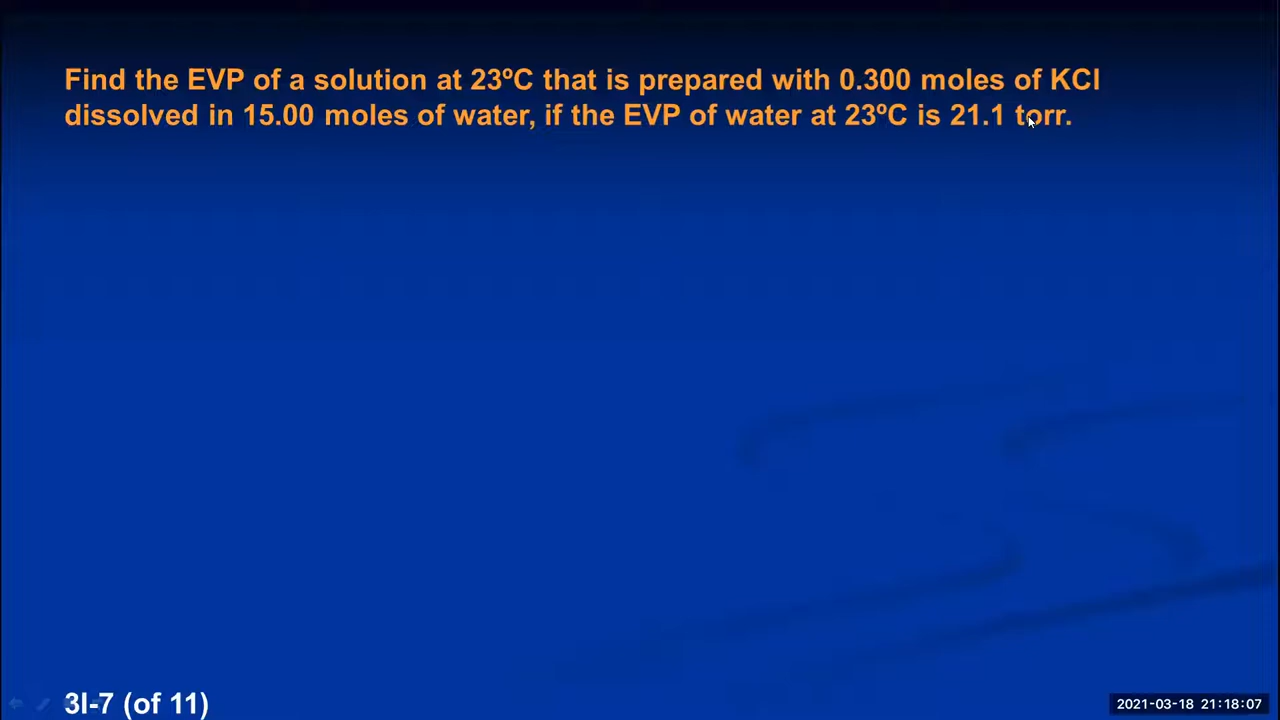 Find the EVP of a solution at 23ºC that is prepared with 0.300 moles of KCl
dissolved in 15.00 moles of water, if the EVP of water at 23ºC is 21.1 torr.
3I-7 (of 11)
2021-03-18 21:18:07